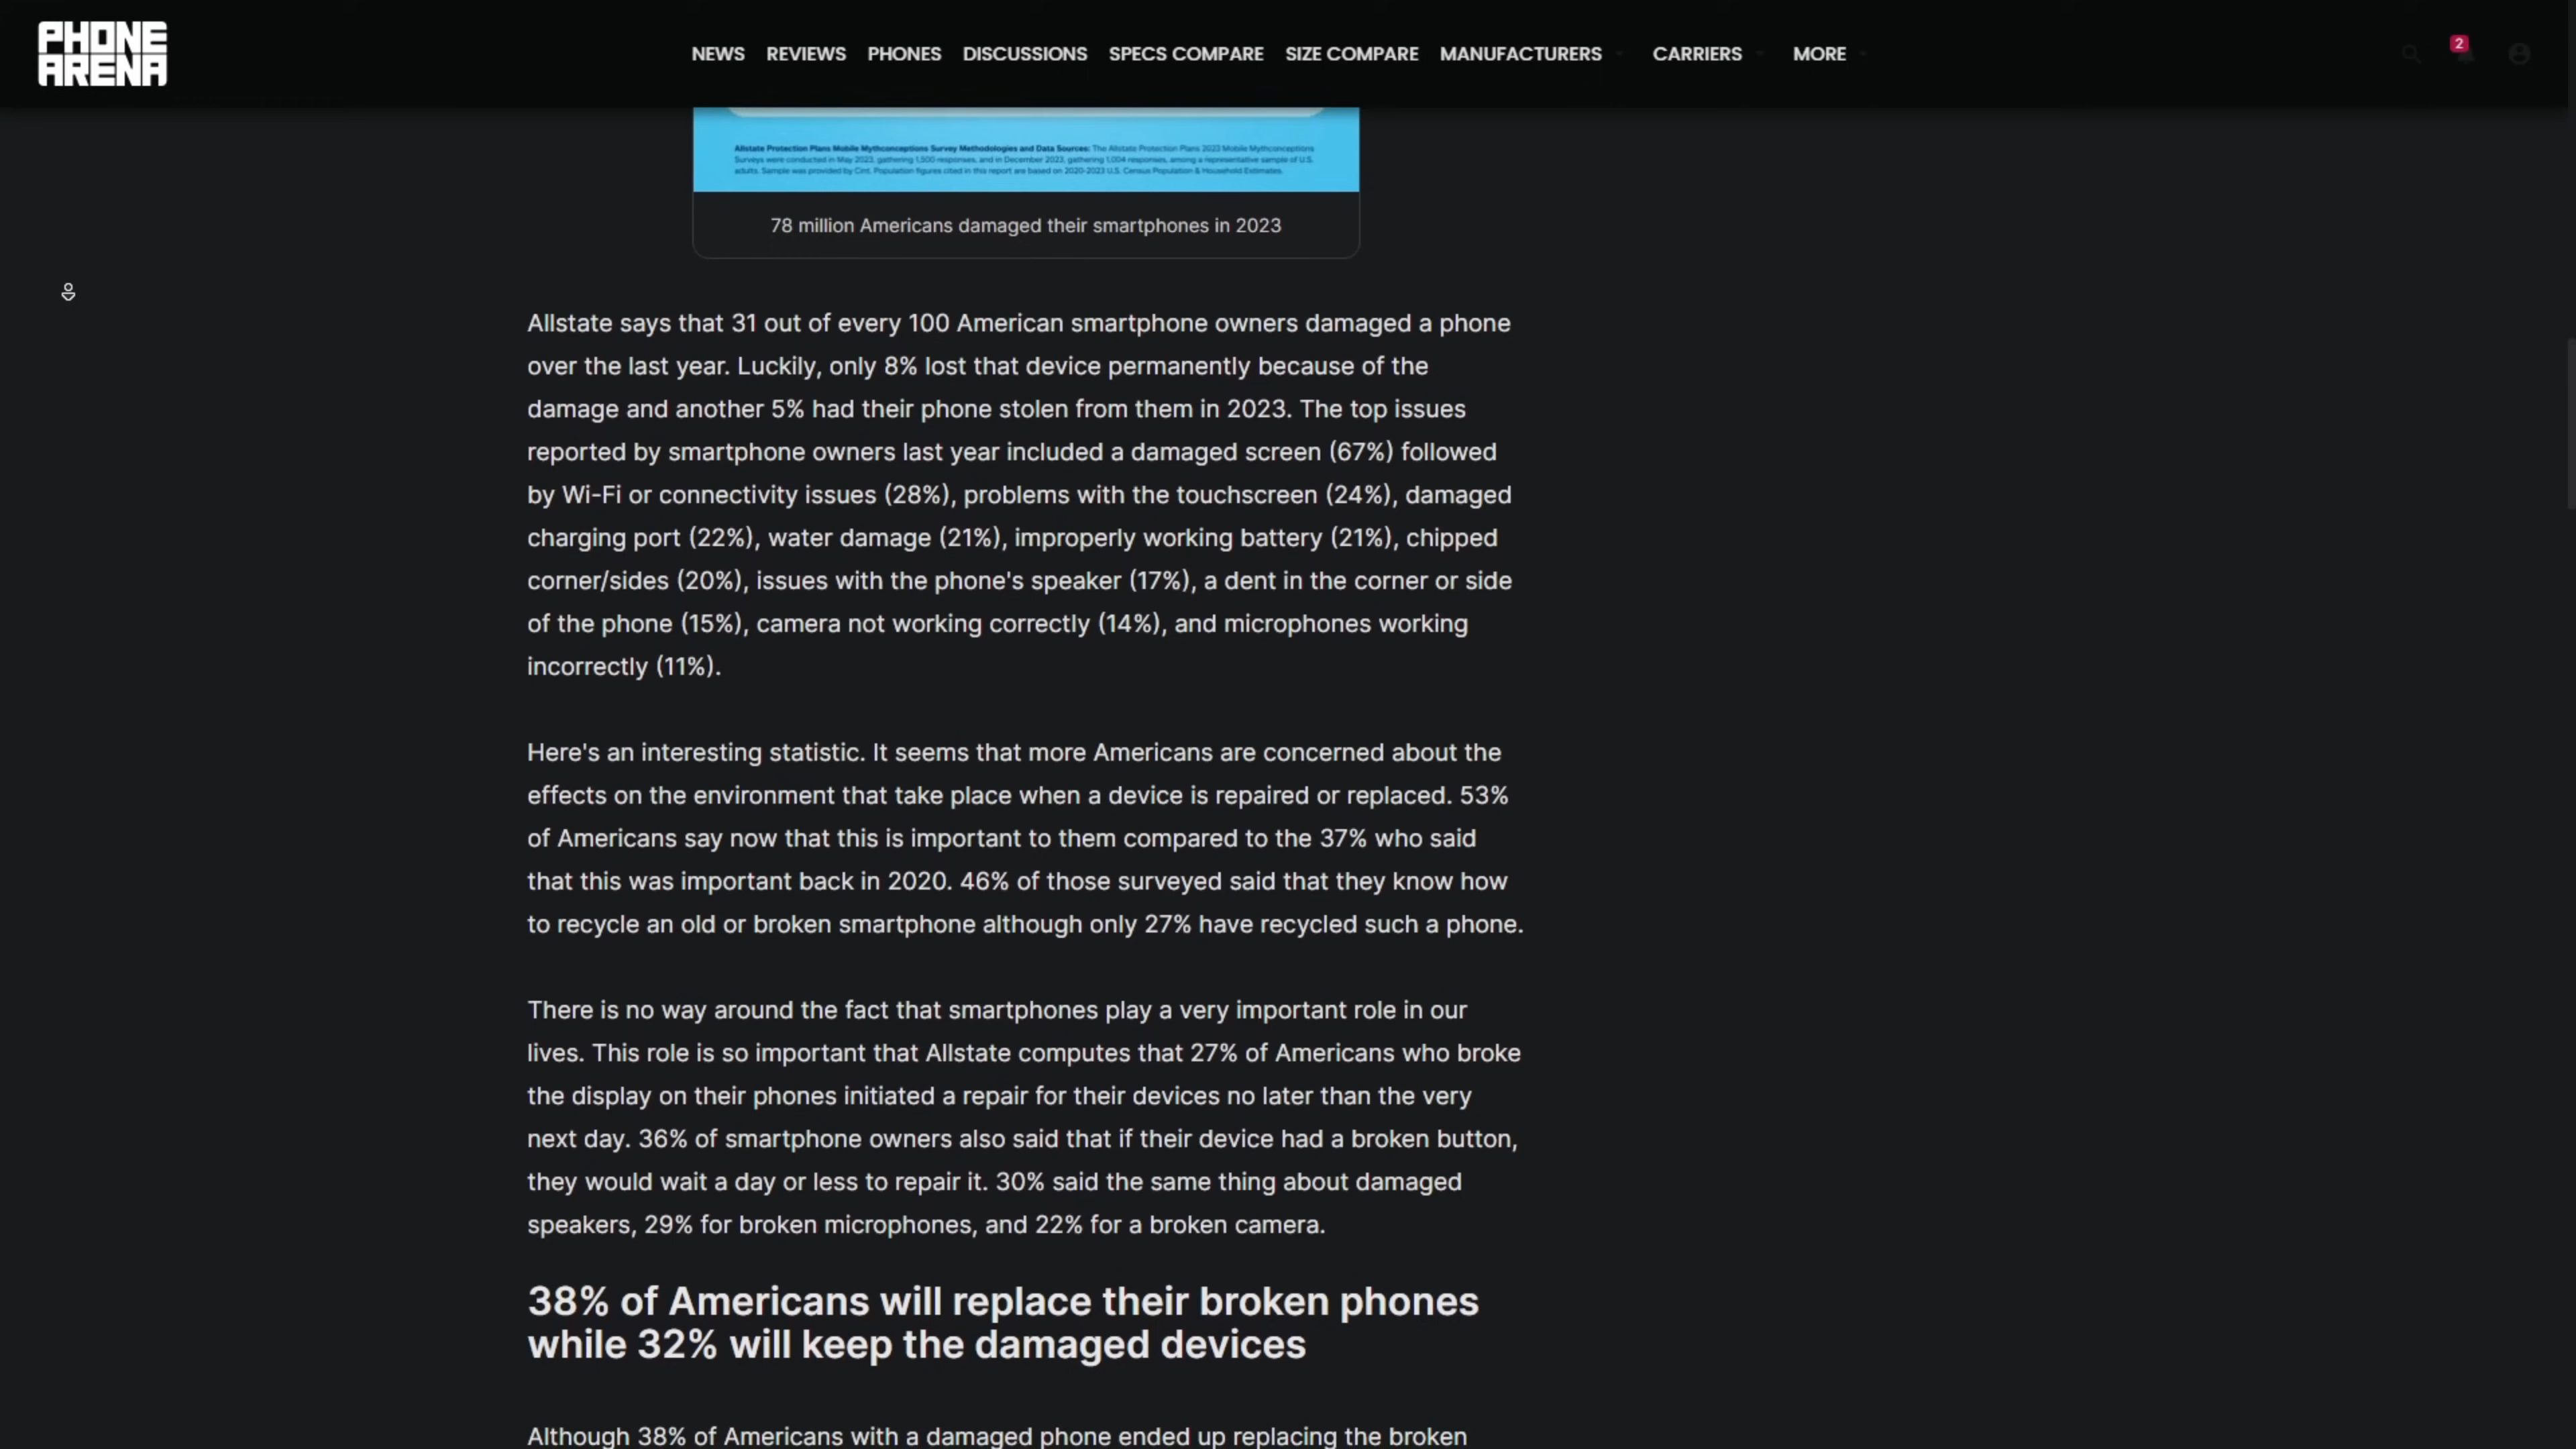 PHONE
ARENA
NEWS REVIEWS PHONES DISCUSSIONS SPECS COMPARE SIZE COMPARE MANUFACTURERS CARRIERS MORE
2
Allstate Protection Plans Mobile Mythconceptions Survey Methodologies and Data Sources: The Allstate Protection Plans 2023 Mobile Mythconceptions
Surveys were conducted in May 2023, gathering 1,500 responses, and in December 2023, gathering 1,004 responses, among a representative sample of U.S.
adults. Sample was provided by Cint. Population figures cited in this report are based on 2020-2023 U.S. Census Population & Household Estimates.
78 million Americans damaged their smartphones in 2023
Allstate says that 31 out of every 100 American smartphone owners damaged a phone
over the last year. Luckily, only 8% lost that device permanently because of the
damage and another 5% had their phone stolen from them in 2023. The top issues
reported by smartphone owners last year included a damaged screen (67%) followed
by Wi-Fi or connectivity issues (28%), problems with the touchscreen (24%), damaged
charging port (22%), water damage (21%), improperly working battery (21%), chipped
corner/sides (20%), issues with the phone's speaker (17%), a dent in the corner or side
of the phone (15%), camera not working correctly (14%), and microphones working
incorrectly (11%).
Here's an interesting statistic. It seems that more Americans are concerned about the
effects on the environment that take place when a device is repaired or replaced. 53%
of Americans say now that this is important to them compared to the 37% who said
that this was important back in 2020. 46% of those surveyed said that they know how
to recycle an old or broken smartphone although only 27% have recycled such a phone.
There is no way around the fact that smartphones play a very important role in our
lives. This role is so important that Allstate computes that 27% of Americans who broke
the display on their phones initiated a repair for their devices no later than the very
next day. 36% of smartphone owners also said that if their device had a broken button,
they would wait a day or less to repair it. 30% said the same thing about damaged
speakers, 29% for broken microphones, and 22% for a broken camera.
38% of Americans will replace their broken phones
while 32% will keep the damaged devices
Although 38% of Americans with a damaged phone ended up replacing the broken